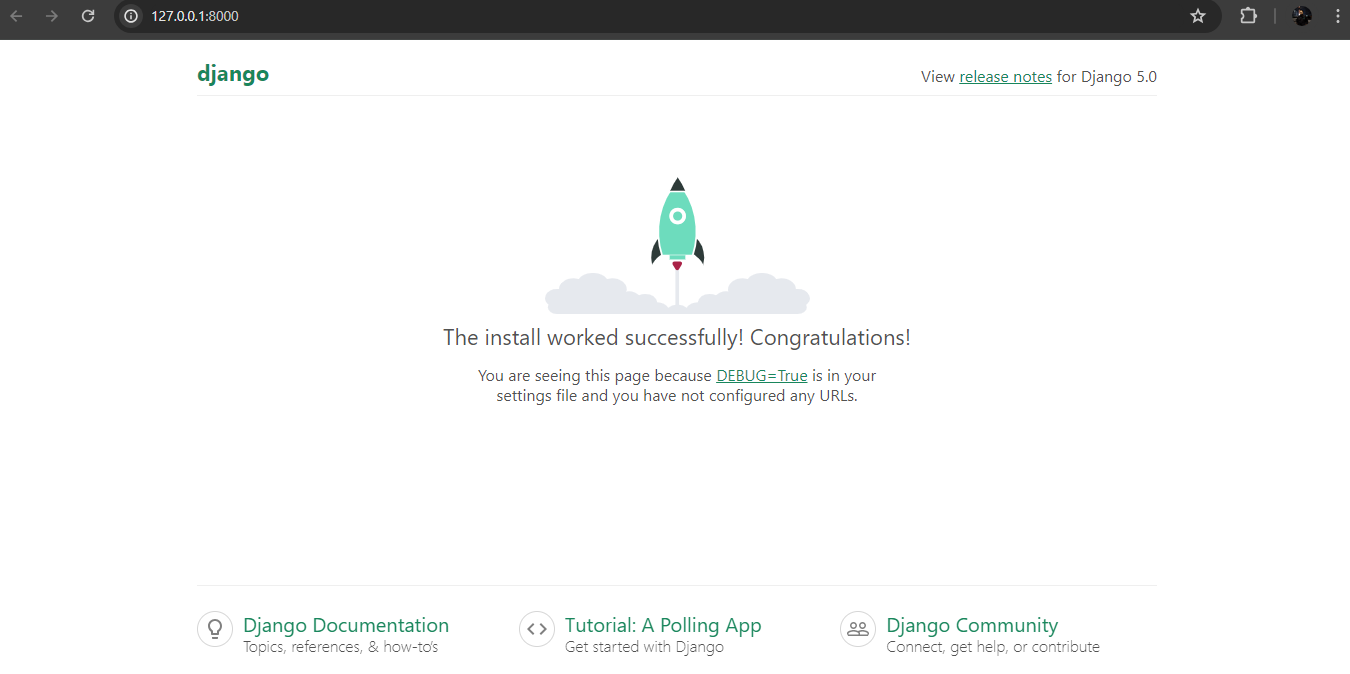 127.0.0.1:8000
django
View release notes for Django 5.0
The install worked successfully! Congratulations!
You are seeing this page because DEBUG=True is in your
settings file and you have not configured any URLs.
Django Documentation
Topics, references, & how-to's
Tutorial: A Polling App
Get started with Django
Django Community
Connect, get help, or contribute